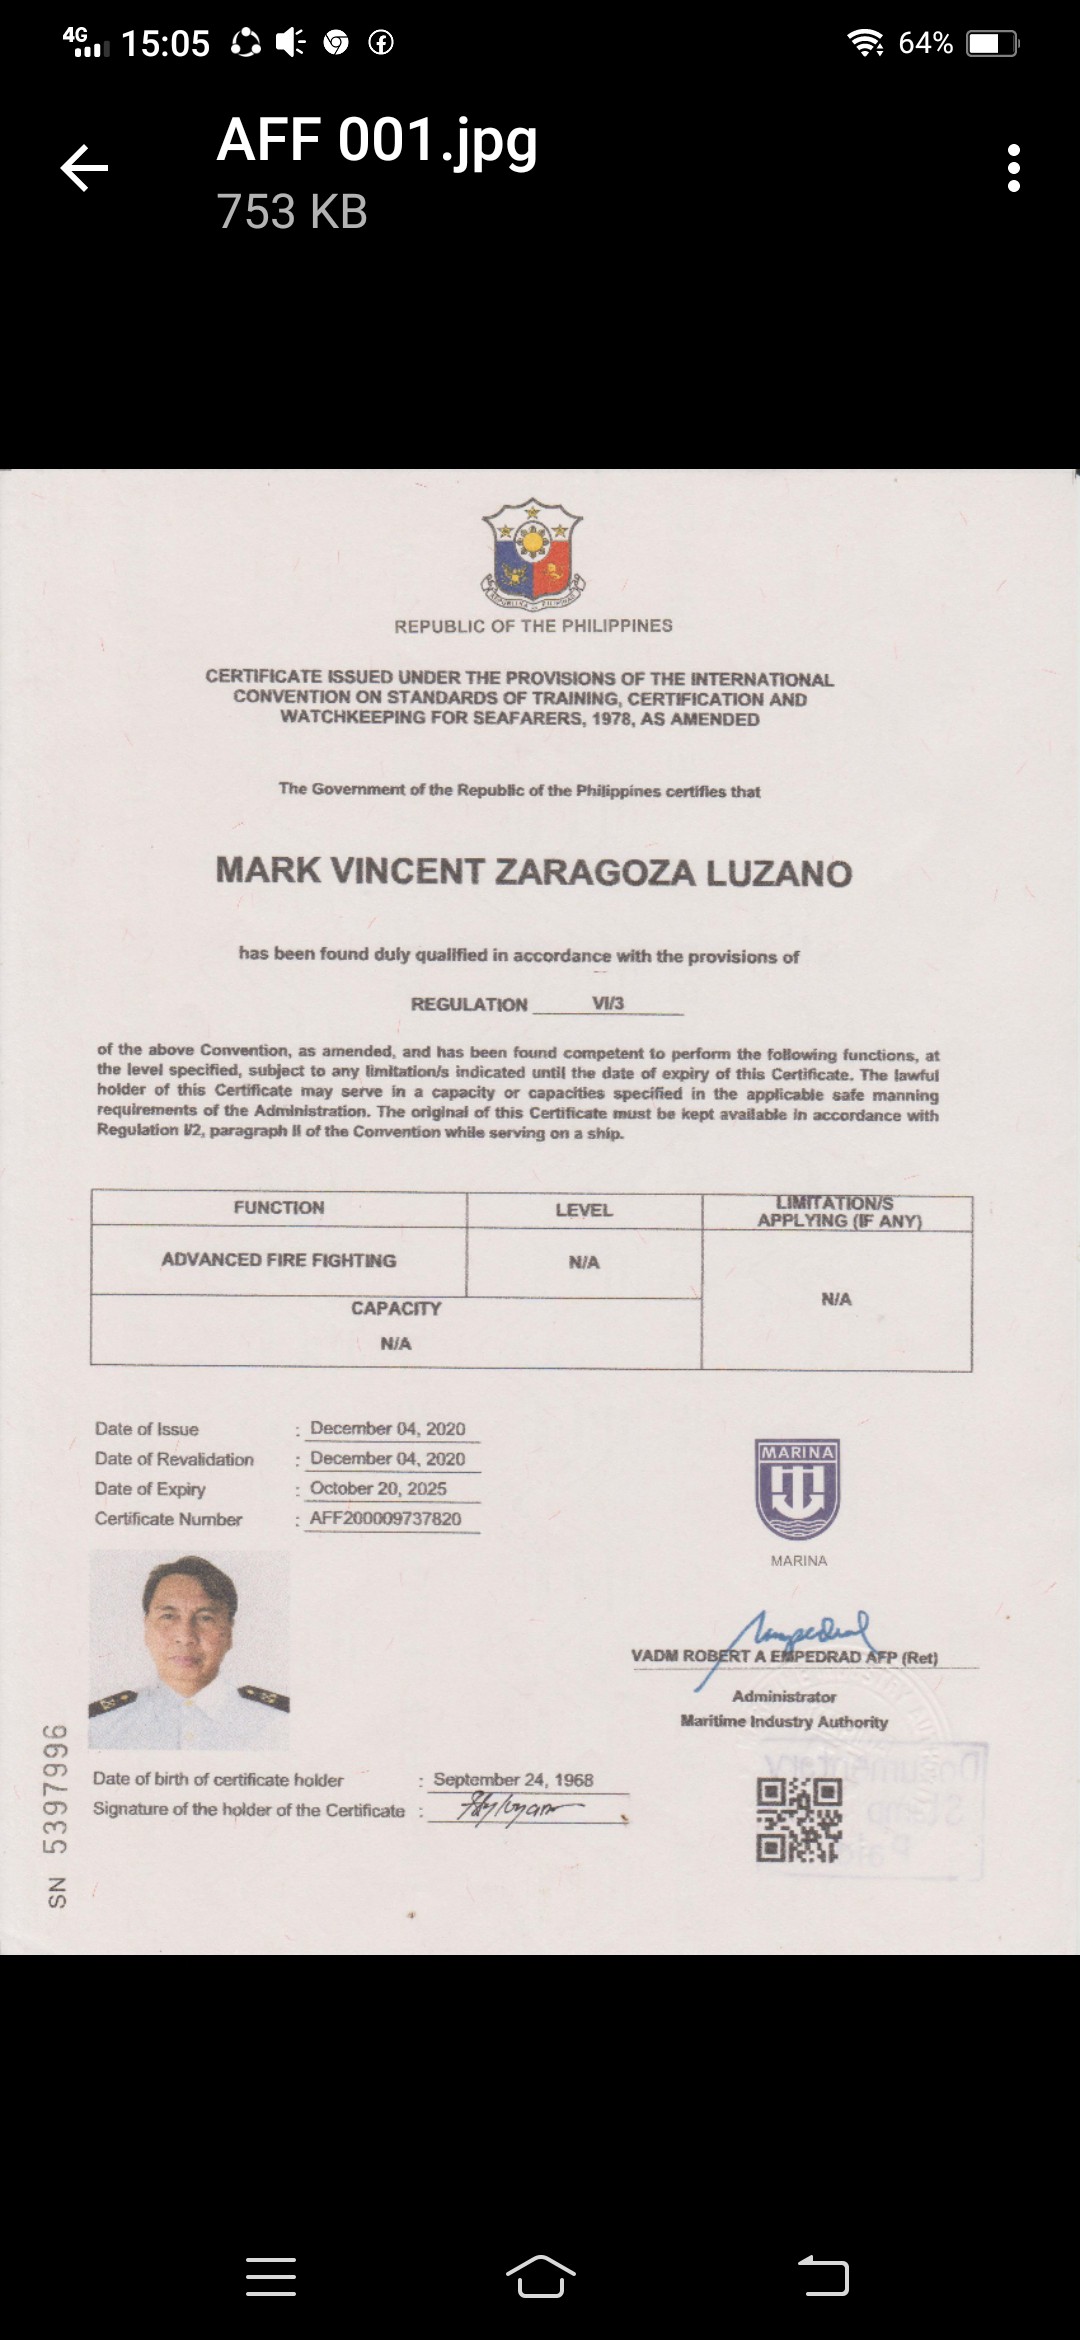 4G 15:05 64%
AFF 001.jpg
753 KB
REPUBLIC OF THE PHILIPPINES
CERTIFICATE ISSUED UNDER THE PROVISIONS OF THE INTERNATIONAL
CONVENTION ON STANDARDS OF TRAINING, CERTIFICATION AND
WATCHKEEPING FOR SEAFARERS, 1978, AS AMENDED
The Government of the Republic of the Philippines certifies that
MARK VINCENT ZARAGOZA LUZANO
has been found duly qualified in accordance with the provisions of
REGULATION VI/3
of the above Convention, as amended, and has been found competent to perform the following functions, at
the level specified, subject to any limitation/s indicated until the date of expiry of this Certificate. The lawful
holder of this Certificate may serve in a capacity or capacities specified in the applicable safe manning
requirements of the Administration. The original of this Certificate must be kept available in accordance with
Regulation I/2, paragraph II of the Convention while serving on a ship.
FUNCTION LEVEL LIMITATION/S
APPLYING (IF ANY)
ADVANCED FIRE FIGHTING N/A N/A
CAPACITY
N/A
Date of Issue : December 04, 2020
Date of Revalidation : December 04, 2020
Date of Expiry : October 20, 2025
Certificate Number : AFF200009737820
MARINA
MARINA
VADM ROBERT A EMPEDRAD AFP (Ret)
Administrator
Maritime Industry Authority
Date of birth of certificate holder : September 24, 1968
Signature of the holder of the Certificate :
SN 5397996